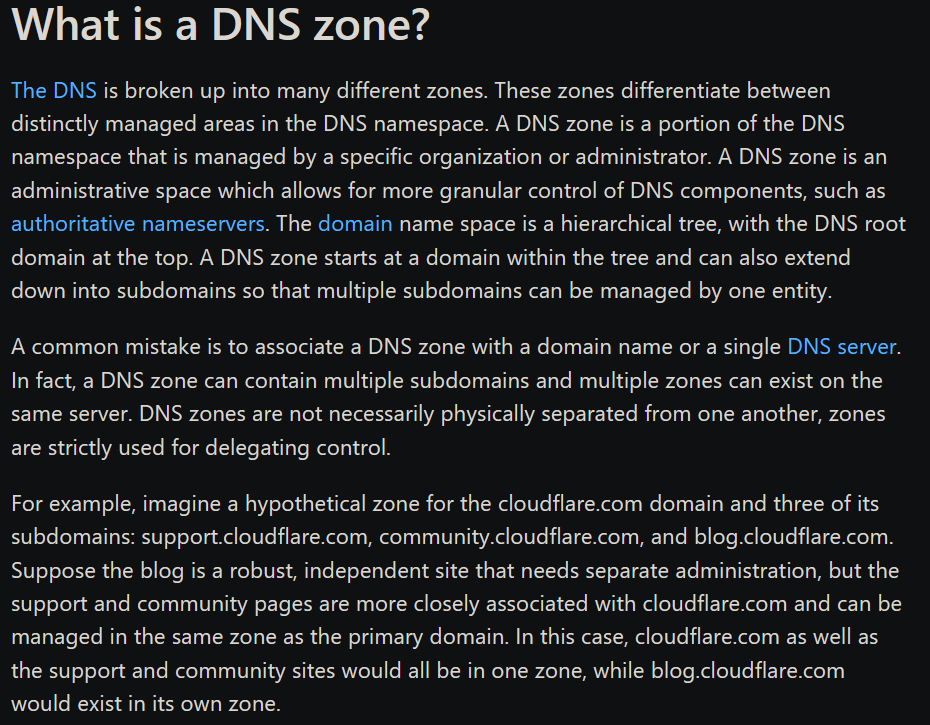 What is a DNS zone?
The DNS is broken up into many different zones. These zones differentiate between
distinctly managed areas in the DNS namespace. A DNS zone is a portion of the DNS
namespace that is managed by a specific organization or administrator. A DNS zone is an
administrative space which allows for more granular control of DNS components, such as
authoritative nameservers. The domain name space is a hierarchical tree, with the DNS root
domain at the top. A DNS zone starts at a domain within the tree and can also extend
down into subdomains so that multiple subdomains can be managed by one entity.
A common mistake is to associate a DNS zone with a domain name or a single DNS server.
In fact, a DNS zone can contain multiple subdomains and multiple zones can exist on the
same server. DNS zones are not necessarily physically separated from one another, zones
are strictly used for delegating control.
For example, imagine a hypothetical zone for the cloudflare.com domain and three of its
subdomains: support.cloudflare.com, community.cloudflare.com, and blog.cloudflare.com.
Suppose the blog is a robust, independent site that needs separate administration, but the
support and community pages are more closely associated with cloudflare.com and can be
managed in the same zone as the primary domain. In this case, cloudflare.com as well as
the support and community sites would all be in one zone, while blog.cloudflare.com
would exist in its own zone.